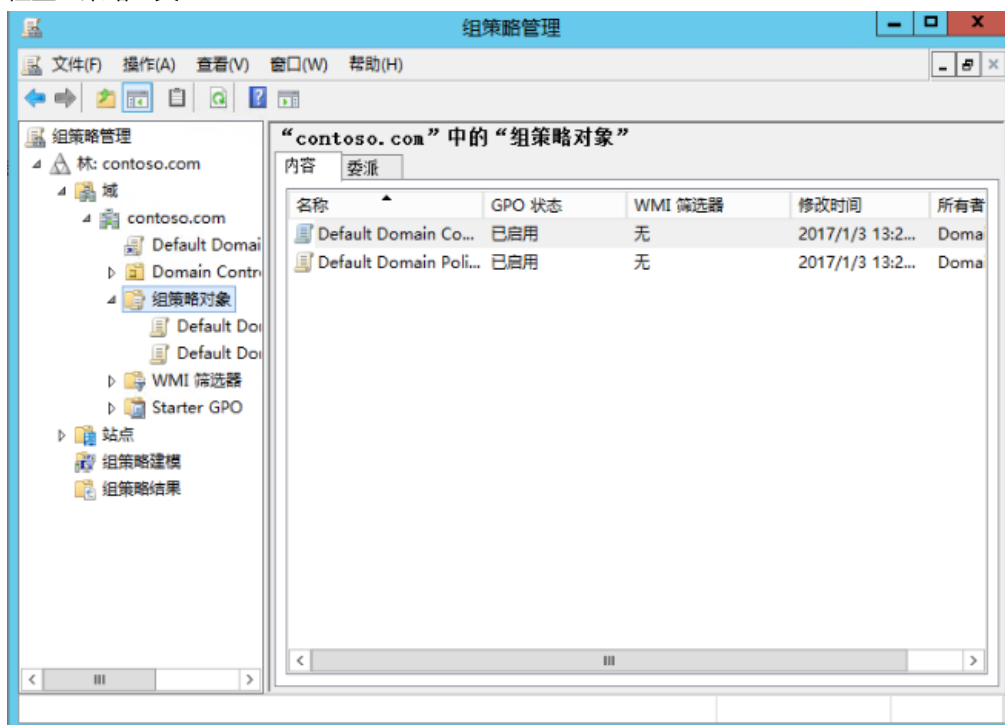 组策略管理
文件(F) 操作(A) 查看(V) 窗口(W) 帮助(H)
组策略管理
林: contoso.com
域
contoso.com
Default Domai
Domain Contr
组策略对象
Default Do
Default Do
WMI 筛选器
Starter GPO
站点
组策略建模
组策略结果
“contoso.com”中的“组策略对象”
内容 委派
名称 GPO 状态 WMI 筛选器 修改时间 所有者
Default Domain Co... 已启用 无 2017/1/3 13:2... Doma
Default Domain Poli... 已启用 无 2017/1/3 13:2... Doma